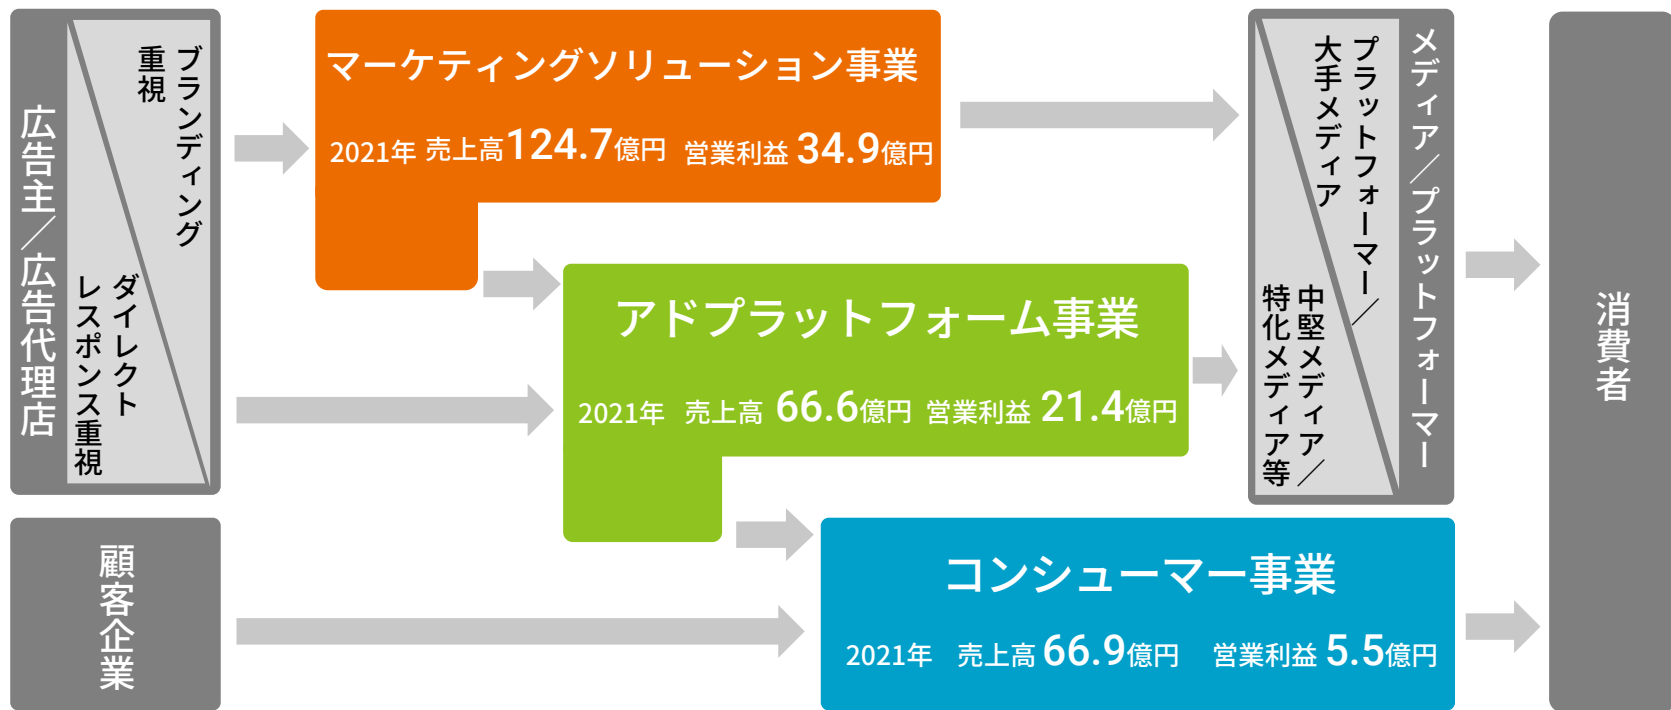 広告主／広告代理店
ブランディング
重視
ダイレクト
レスポンス重視
マーケティングソリューション事業
2021年 売上高124.7億円 営業利益 34.9億円
アドプラットフォーム事業
2021年 売上高 66.6億円 営業利益 21.4億円
メディア／プラットフォーマー
プラットフォーマー／
大手メディア
中堅メディア／
特化メディア等
消費者
顧客企業
コンシューマー事業
2021年 売上高 66.9億円 営業利益 5.5億円